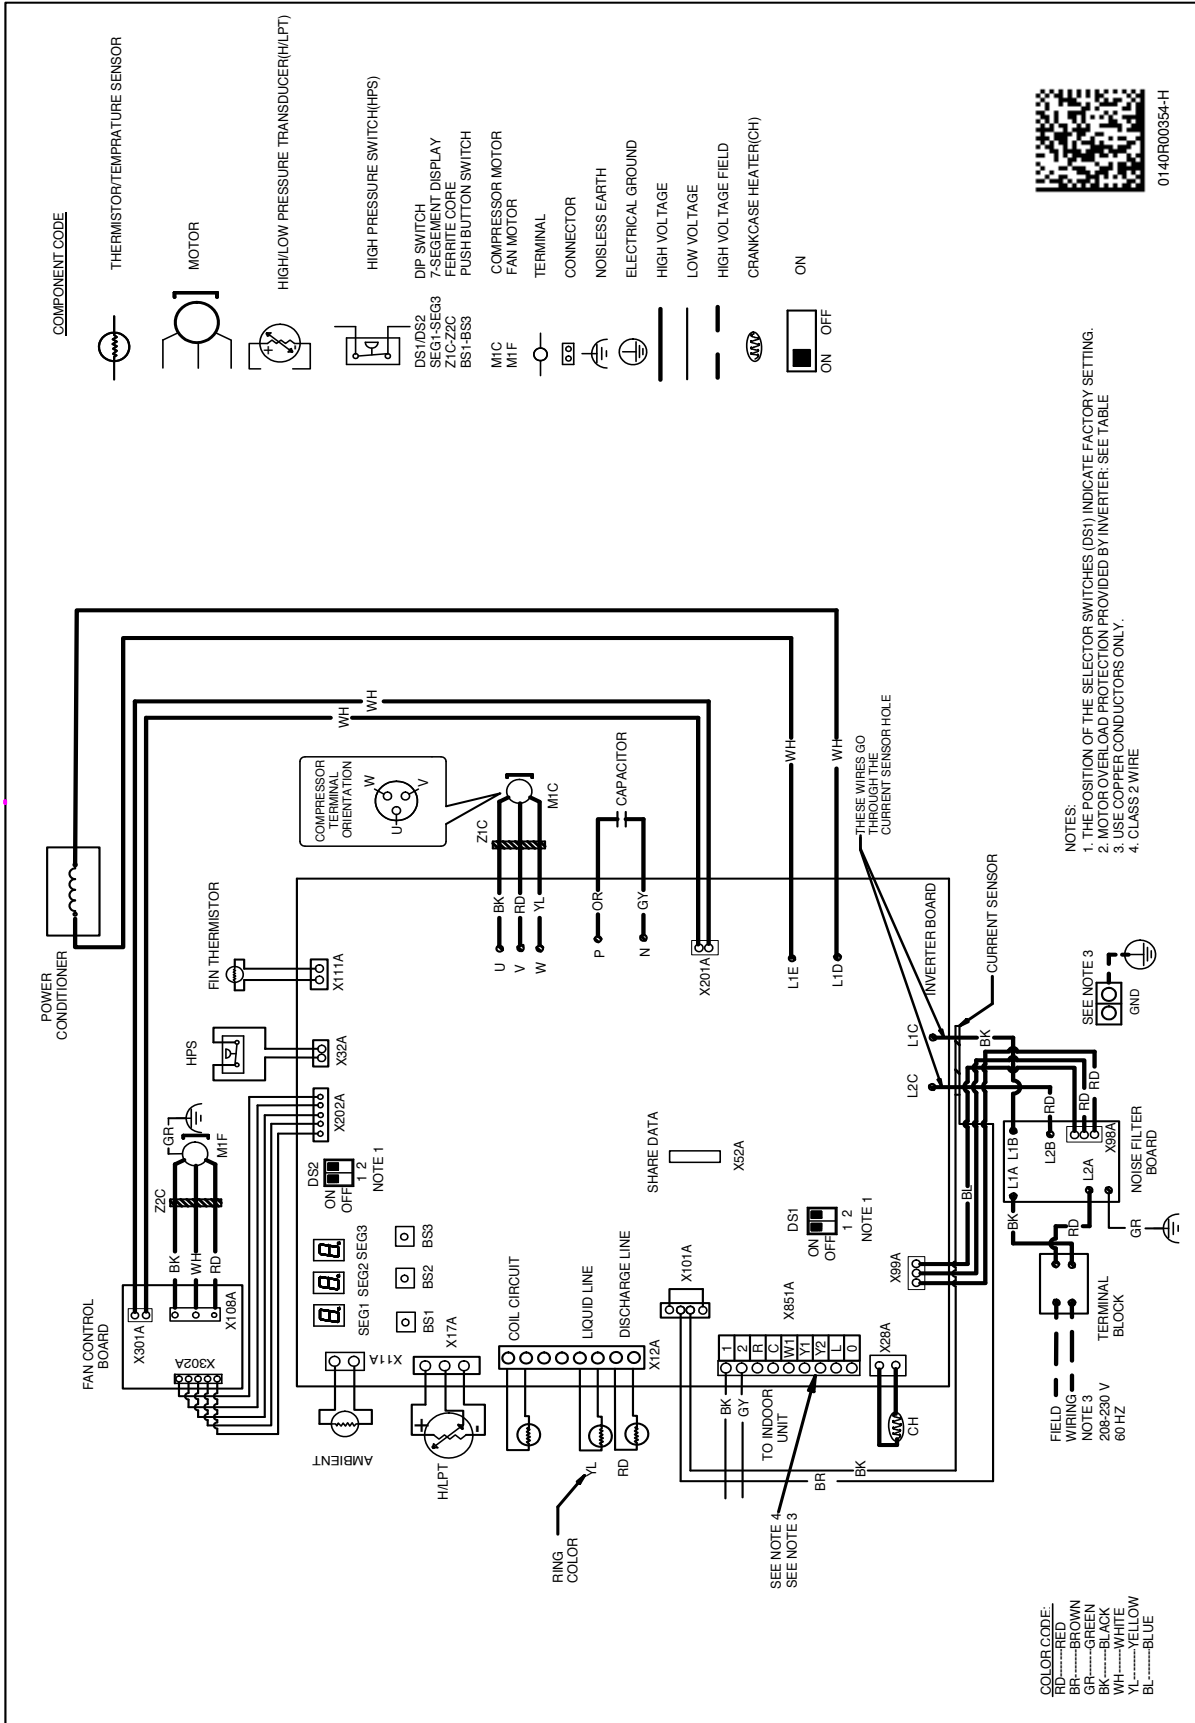 COMPONENT CODE
THERMISTOR/TEMPRATURE SENSOR
MOTOR
HIGH/LOW PRESSURE TRANSDUCER(H/LPT)
HIGH PRESSURE SWITCH(HPS)
DS1/DS2 DIP SWITCH
SEG1-SEG3 7-SEGEMENT DISPLAY
Z1C-Z2C FERRITE CORE
BS1-BS3 PUSH BUTTON SWITCH
M1C COMPRESSOR MOTOR
M1F FAN MOTOR
TERMINAL
CONNECTOR
NOISLESS EARTH
ELECTRICAL GROUND
HIGH VOLTAGE
LOW VOLTAGE
HIGH VOLTAGE FIELD
CRANKCASE HEATER(CH)
ON OFF
ON
0140R00354-H
POWER
CONDITIONER
FIN THERMISTOR
X111A
HPS
X32A
X202A
GR
M1F
Z2C
BK
WH
RD
FAN CONTROL
BOARD
X301A
X108A
X302A
WH
WH
COMPRESSOR
TERMINAL
ORIENTATION
W
V
U
M1C
Z1C
BK
RD
YL
U
V
W
CAPACITOR
OR
GY
P
N
X201A
WH
WH
L1E
L1D
DS2
ON
OFF
1 2
NOTE 1
SEG1 SEG2 SEG3
BS1
BS2
BS3
AMBIENT
X11A
+
-
H/LPT
X17A
COIL CIRCUIT
LIQUID LINE
DISCHARGE LINE
X12A
RING
COLOR
YL
RD
SHARE DATA
X52A
DS1
ON
OFF
1 2
NOTE 1
X101A
X851A
1
2
R
C
W1
Y1
Y2
L
0
BK
GY
TO INDOOR
UNIT
SEE NOTE 4
SEE NOTE 3
BR
BK
X28A
CH
X99A
BL
INVERTER BOARD
THESE WIRES GO
THROUGH THE
CURRENT SENSOR HOLE
CURRENT SENSOR
L2C
L1C
BK
RD
RD
RD
L1A L1B
L2B
L2A
X98A
NOISE FILTER
BOARD
BK
RD
GR
SEE NOTE 3
GND
TERMINAL
BLOCK
FIELD
WIRING
NOTE 3
208-230 V
60 HZ
NOTES:
1. THE POSITION OF THE SELECTOR SWITCHES (DS1) INDICATE FACTORY SETTING.
2. MOTOR OVERLOAD PROTECTION PROVIDED BY INVERTER: SEE TABLE
3. USE COPPER CONDUCTORS ONLY.
4. CLASS 2 WIRE
COLOR CODE:
RD-------RED
BR-------BROWN
GR-------GREEN
BK-------BLACK
WH------WHITE
YL-------YELLOW
BL-------BLUE